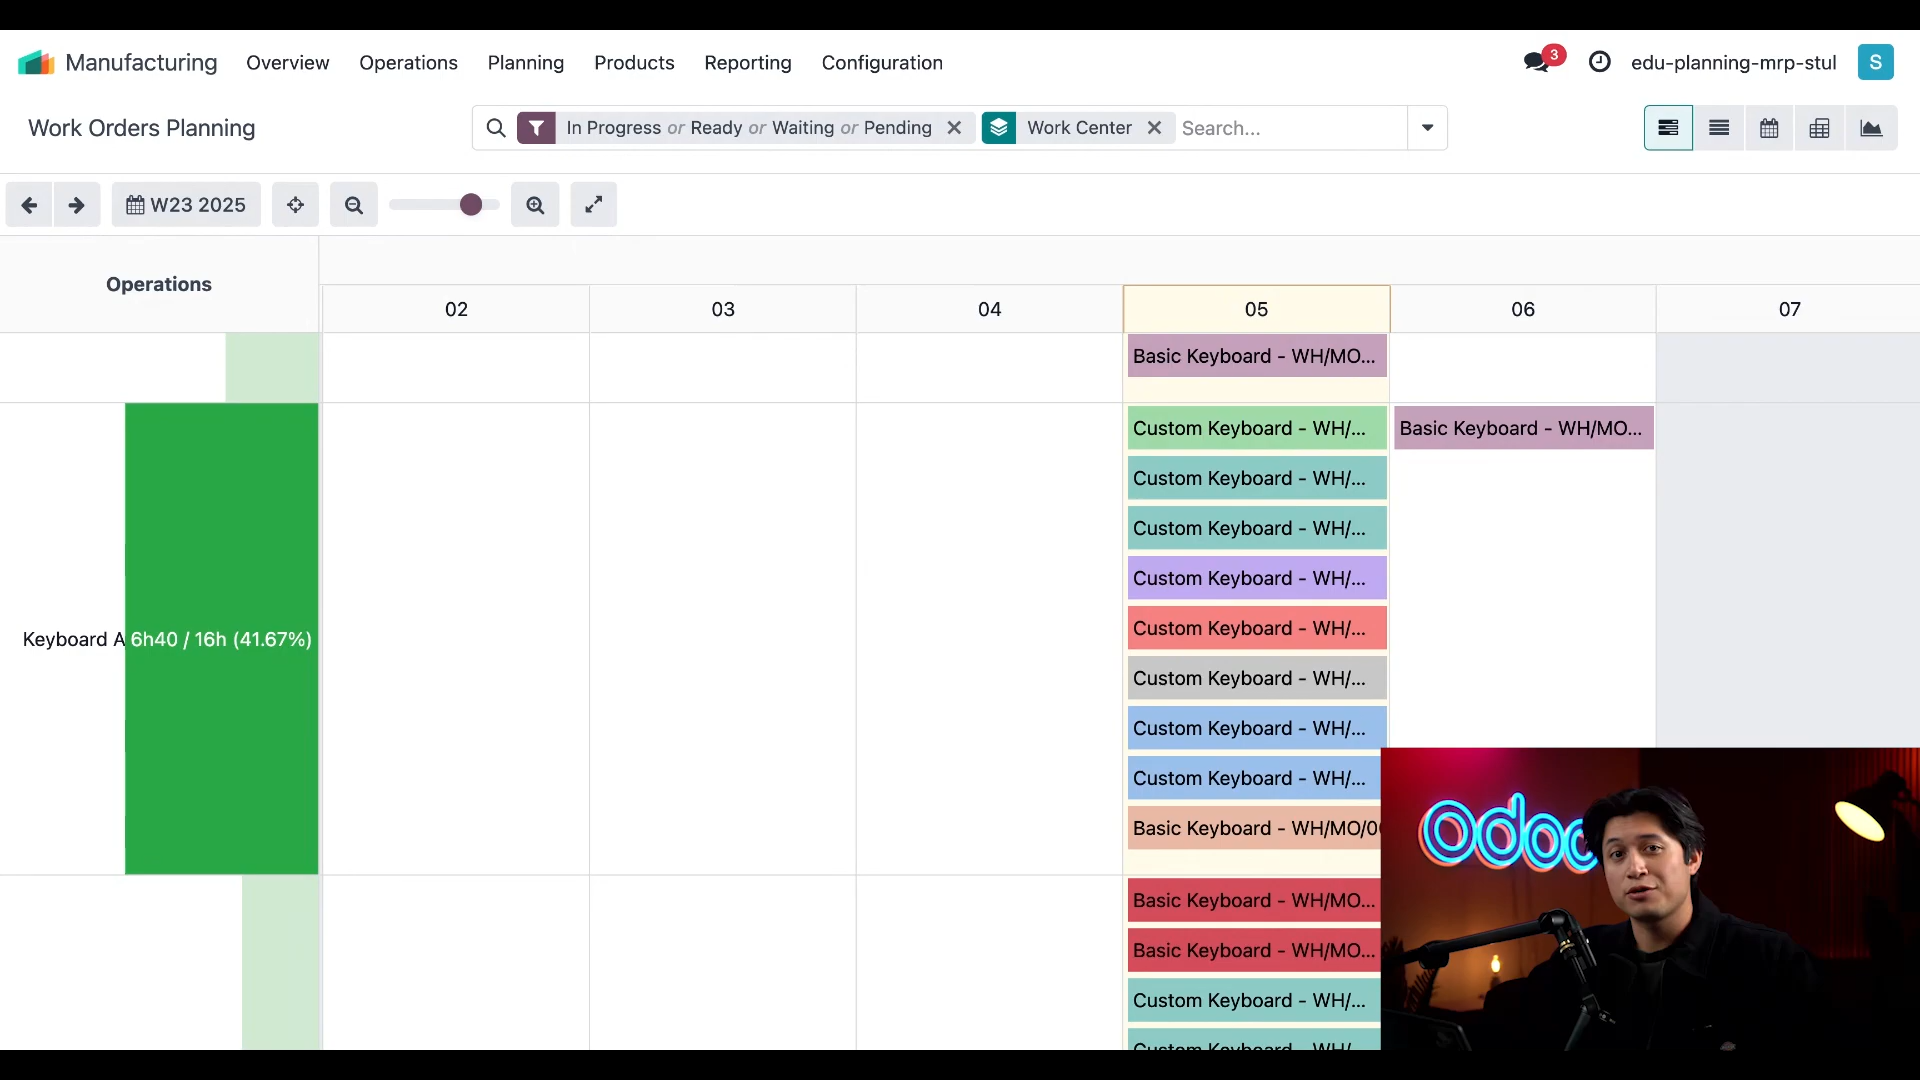 Manufacturing Overview Operations Planning Products Reporting Configuration 3 edu-planning-mrp-stul S
Work Orders Planning In Progress or Ready or Waiting or Pending Work Center Search...
W23 2025
Operations
02 03 04 05 06 07
Basic Keyboard - WH/MO...
Custom Keyboard - WH/... Basic Keyboard - WH/MO...
Custom Keyboard - WH/...
Custom Keyboard - WH/...
Custom Keyboard - WH/...
Custom Keyboard - WH/...
Keyboard A 6h40 / 16h (41.67%)
Custom Keyboard - WH/...
Custom Keyboard - WH/...
Custom Keyboard - WH/...
Basic Keyboard - WH/MO/0
odoo
Basic Keyboard - WH/MO...
Basic Keyboard - WH/MO...
Custom Keyboard - WH/...
Custom Keyboard - WH/...